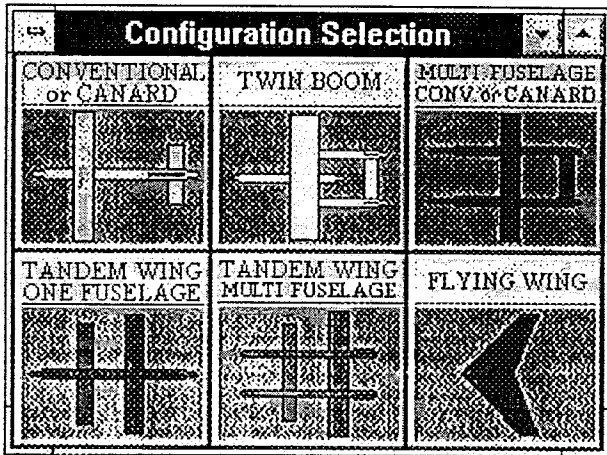 Configuration Selection
CONVENTIONAL
or CANARD
TWIN BOOM
MULTI FUSELAGE
CONV. or CANARD
TANDEM WING
ONE FUSELAGE
TANDEM WING
MULTI FUSELAGE
FLYING WING